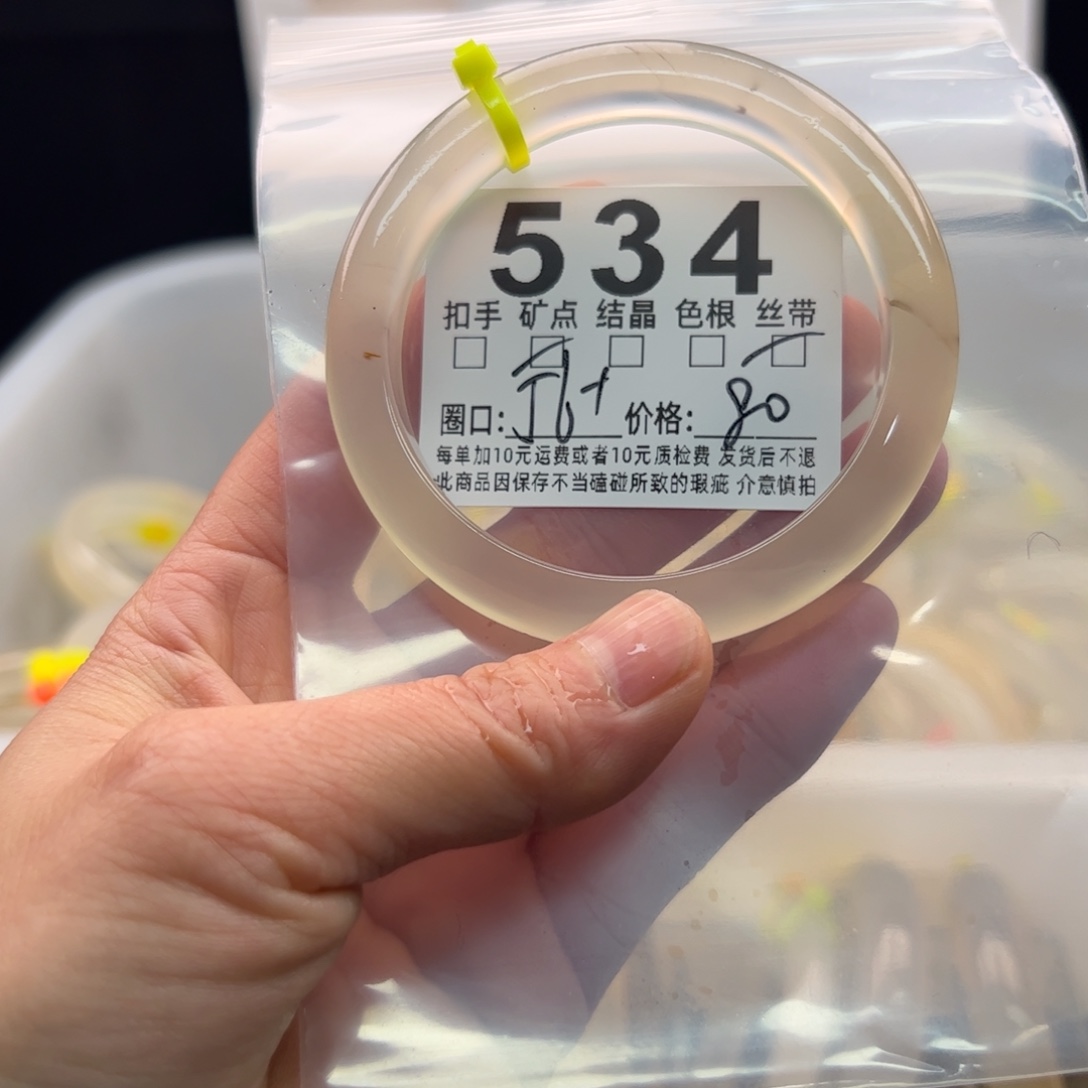 534
扣手 矿点 结晶 色根 丝带
圈口: 56+ 价格: 80
每单加10元运费或者10元质检费 发货后不退
此商品因保存不当磕碰所致的瑕疵 介意慎拍